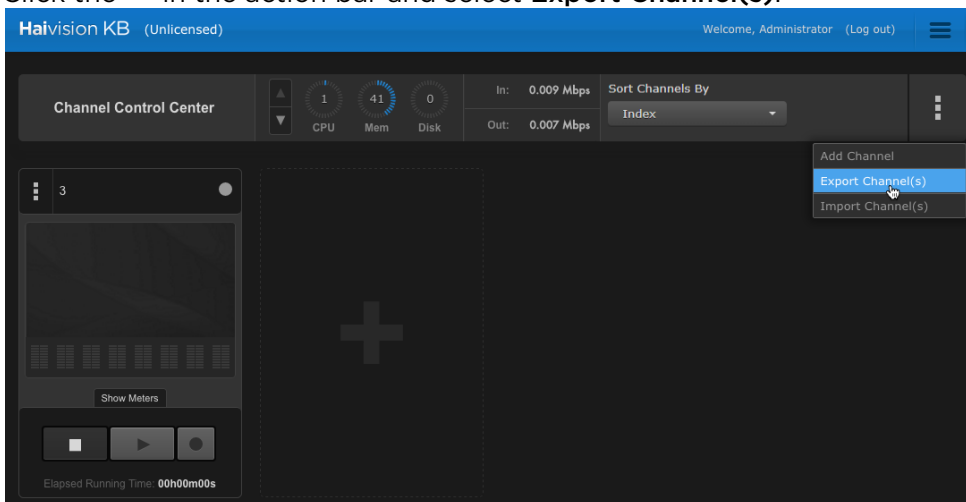 Click the in the action bar and select Export Channel(s).
Haivision KB (Unlicensed)
Welcome, Administrator (Log out)
Channel Control Center
1
CPU
41
Mem
0
Disk
In: 0.009 Mbps
Out: 0.007 Mbps
Sort Channels By
Index
Add Channel
Export Channel(s)
Import Channel(s)
3
Show Meters
Elapsed Running Time: 00h00m00s